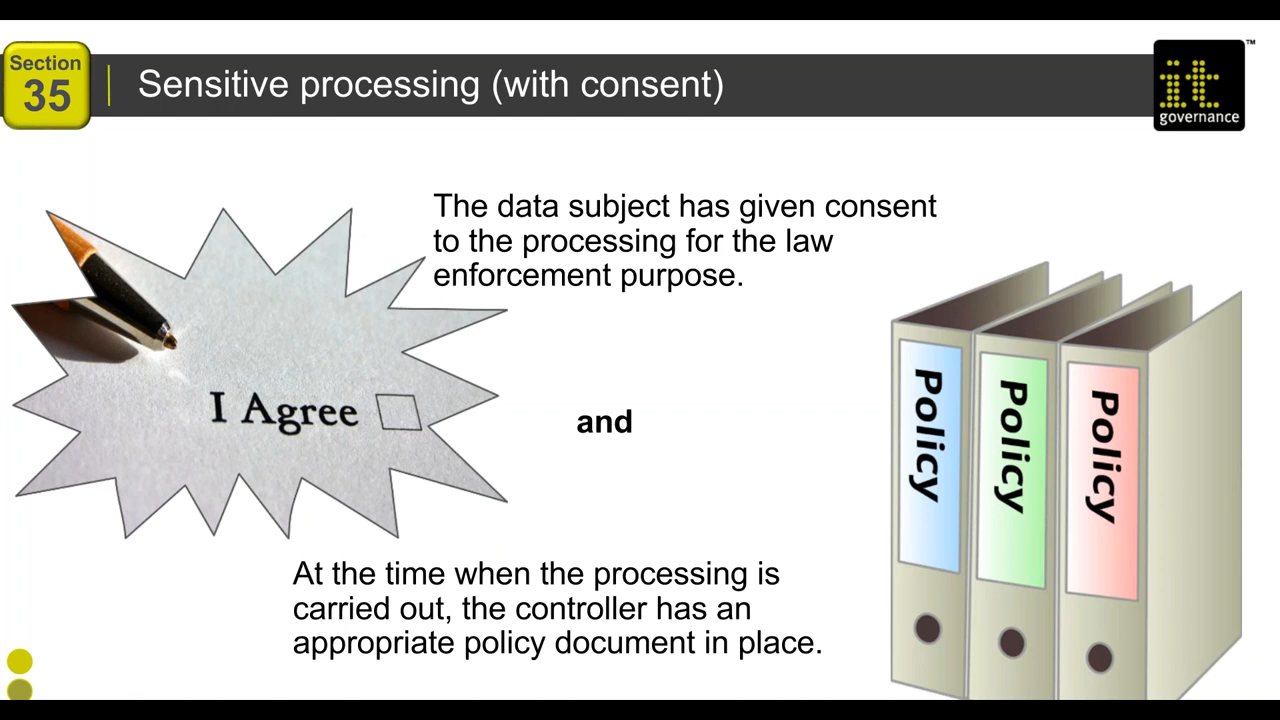 Section
35
Sensitive processing (with consent)
it
governance
TM
The data subject has given consent
to the processing for the law
enforcement purpose.
I Agree
and
Policy
Policy
Policy
At the time when the processing is
carried out, the controller has an
appropriate policy document in place.